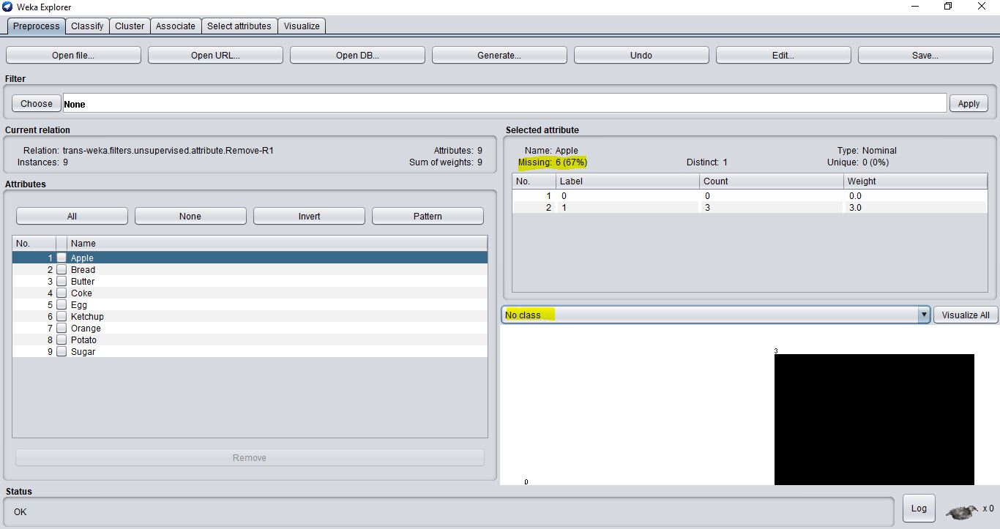 Weka Explorer
Preprocess Classify Cluster Associate Select attributes Visualize
Open file... Open URL... Open DB... Generate... Undo Edit... Save...
Filter
Choose None Apply
Current relation
Relation: trans-weka.filters.unsupervised.attribute.Remove-R1 Attributes: 9
Instances: 9 Sum of weights: 9
Attributes
All None Invert Pattern
No. Name
1 Apple
2 Bread
3 Butter
4 Coke
5 Egg
6 Ketchup
7 Orange
8 Potato
9 Sugar
Remove
Selected attribute
Name: Apple Type: Nominal
Missing: 6 (67%) Distinct: 1 Unique: 0 (0%)
No. Label Count Weight
1 0 0 0.0
2 1 3 3.0
No class Visualize All
3
0
Status
OK Log x 0